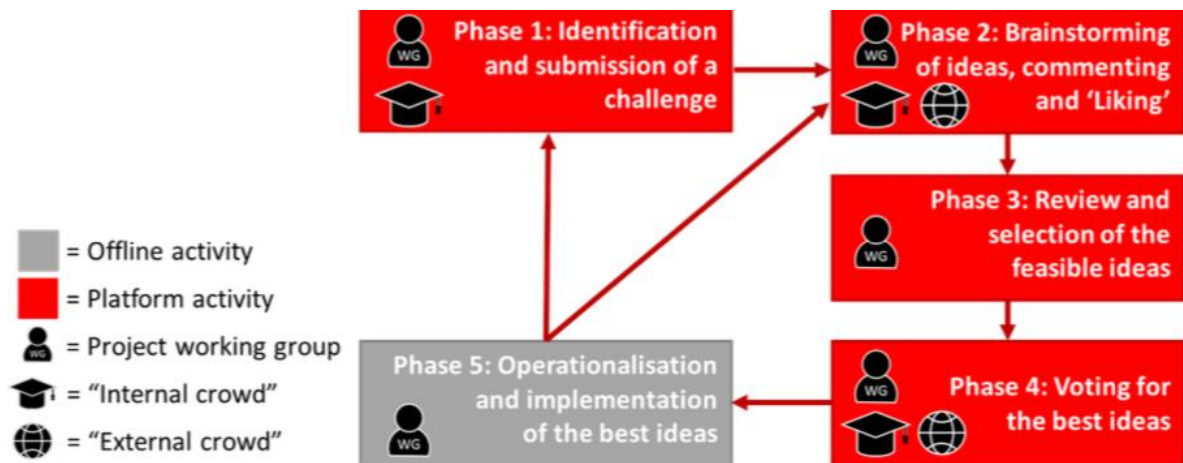 WG
Phase 1: Identification
and submission of a
challenge
WG
Phase 2: Brainstorming
of ideas, commenting
and ‘Liking’
WG
Phase 3: Review and
selection of the
feasible ideas
= Offline activity
= Platform activity
WG = Project working group
= “Internal crowd”
= “External crowd”
Phase 5: Operationalisation
and implementation
of the best ideas
WG
WG
Phase 4: Voting for
the best ideas